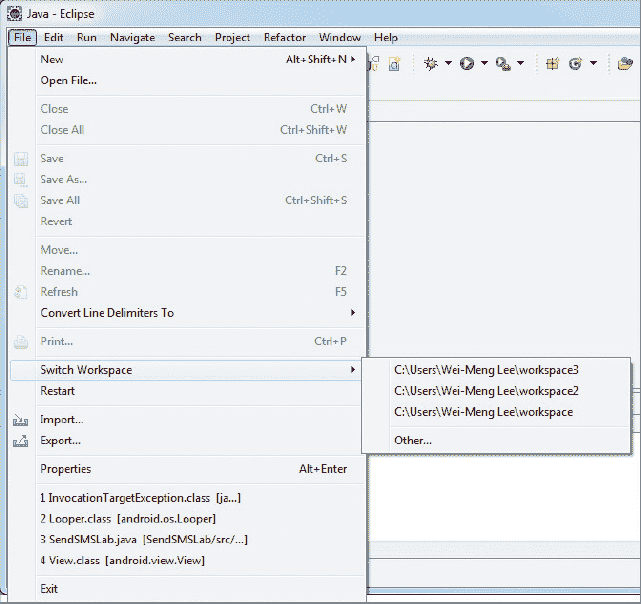 Java - Eclipse
File Edit Run Navigate Search Project Refactor Window Help
New Alt+Shift+N
Open File...
Close Ctrl+W
Close All Ctrl+Shift+W
Save Ctrl+S
Save As...
Save All Ctrl+Shift+S
Revert
Move...
Rename... F2
Refresh F5
Convert Line Delimiters To
Print... Ctrl+P
Switch Workspace
C:\Users\Wei-Meng Lee\workspace3
C:\Users\Wei-Meng Lee\workspace2
C:\Users\Wei-Meng Lee\workspace
Other...
Restart
Import...
Export...
Properties Alt+Enter
1 InvocationTargetException.class [ja...]
2 Looper.class [android.os.Looper]
3 SendSMSLab.java [SendSMSLab/src/...]
4 View.class [android.view.View]
Exit